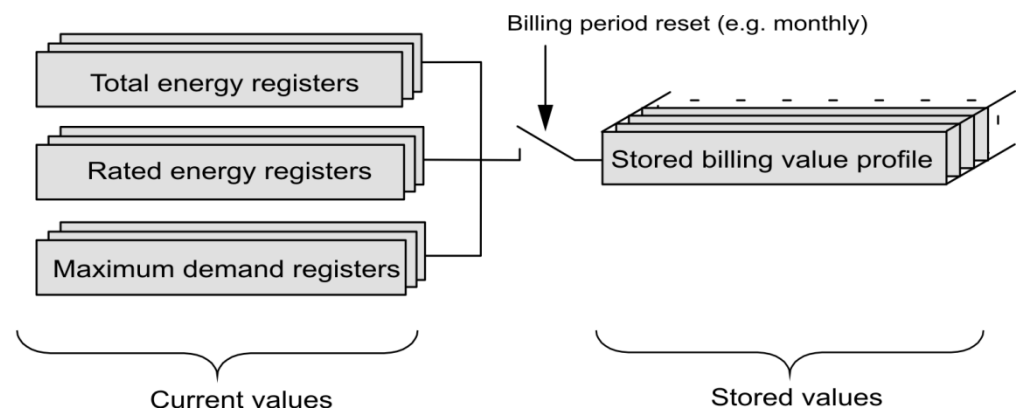 Billing period reset (e.g. monthly)
Total energy registers
Rated energy registers
Stored billing value profile
Maximum demand registers
Current values
Stored values